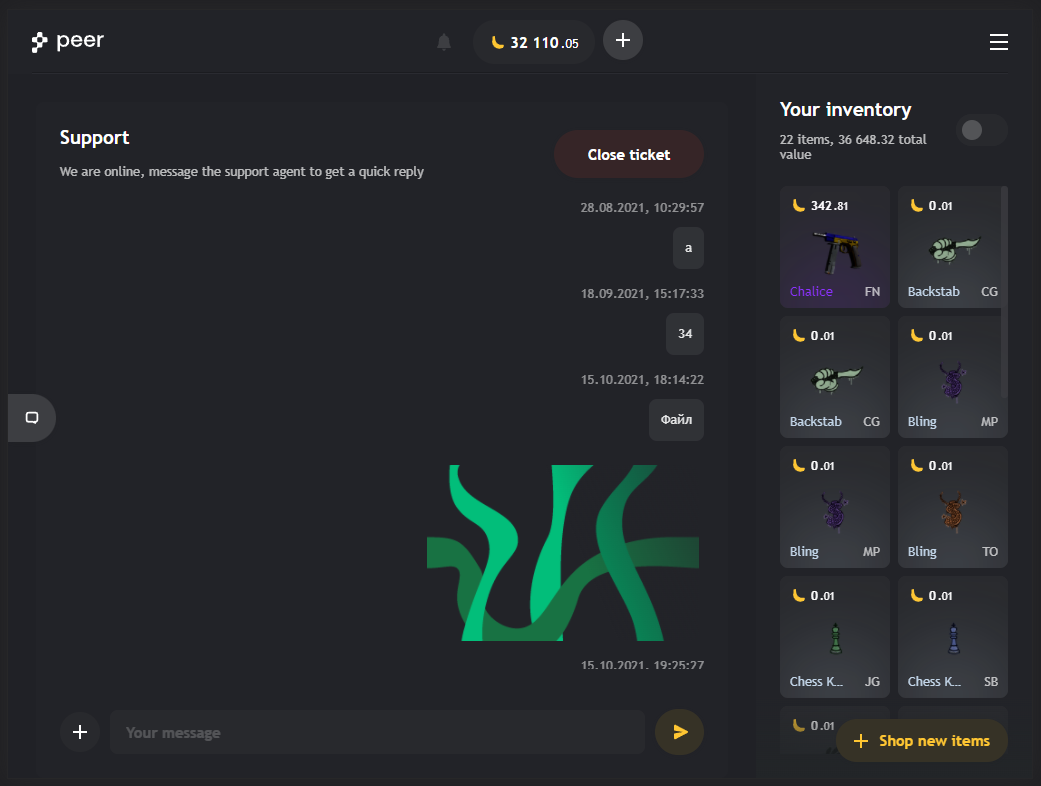 peer
32 110.05
Support
Close ticket
We are online, message the support agent to get a quick reply
28.08.2021, 10:29:57
a
18.09.2021, 15:17:33
34
15.10.2021, 18:14:22
Файл
15.10.2021, 19:25:27
Your message
Your inventory
22 items, 36 648.32 total
value
342.81
0.01
Chalice FN
Backstab CG
0.01
0.01
Backstab CG
Bling MP
0.01
0.01
Bling MP
Bling TO
0.01
0.01
Chess K... JG
Chess K... SB
0.01
Shop new items